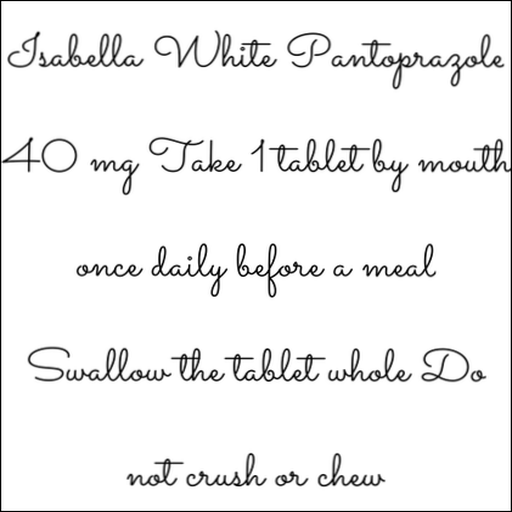 Isabella White Pantoprazole
40 mg Take 1 tablet by mouth
once daily before a meal
Swallow the tablet whole Do
not crush or chew